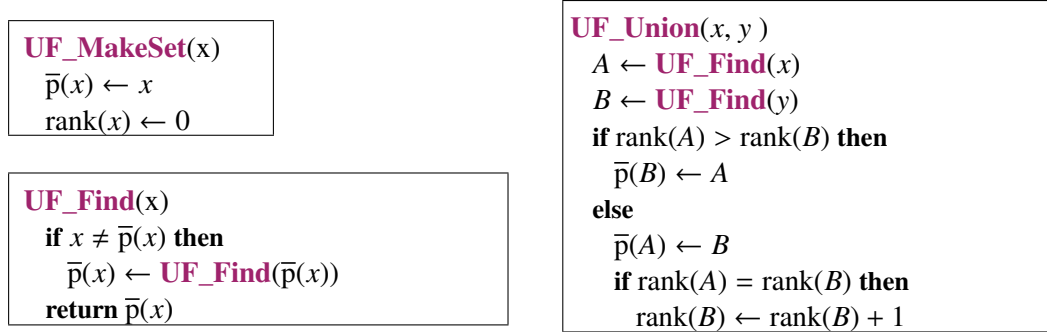 UF_MakeSet(x)
p̅(x) ← x
rank(x) ← 0
UF_Find(x)
if x ≠ p̅(x) then
p̅(x) ← UF_Find(p̅(x))
return p̅(x)
UF_Union(x, y )
A ← UF_Find(x)
B ← UF_Find(y)
if rank(A) > rank(B) then
p̅(B) ← A
else
p̅(A) ← B
if rank(A) = rank(B) then
rank(B) ← rank(B) + 1